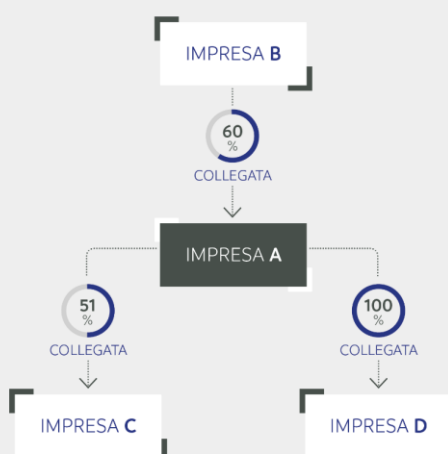 IMPRESA B
60
%
COLLEGATA
IMPRESA A
51
%
COLLEGATA
100
%
COLLEGATA
IMPRESA C
IMPRESA D